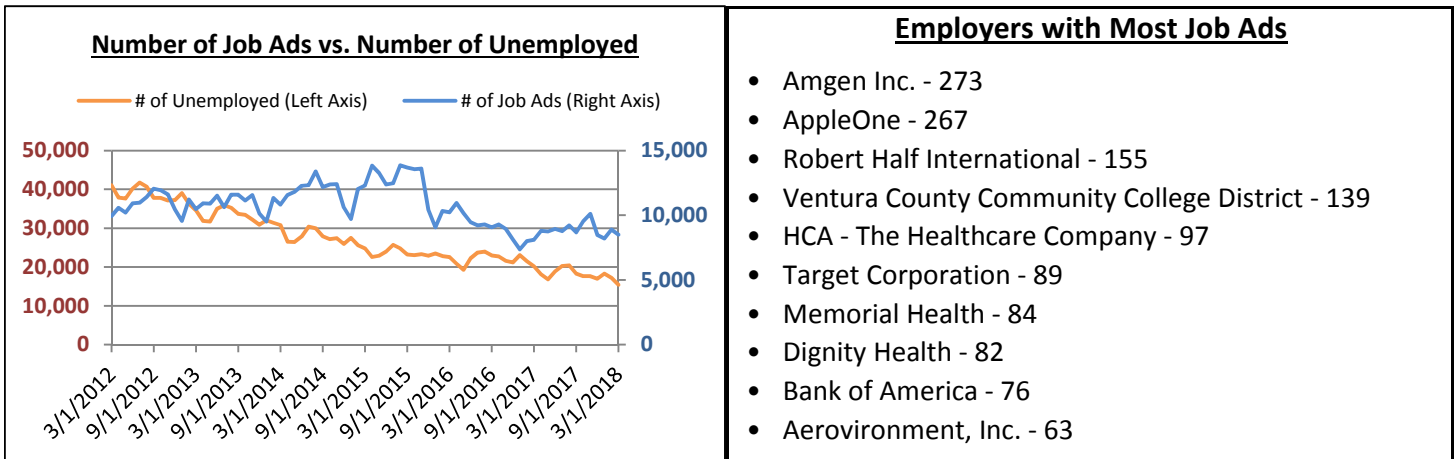 Number of Job Ads vs. Number of Unemployed
# of Unemployed (Left Axis)
# of Job Ads (Right Axis)
50,000
40,000
30,000
20,000
10,000
0
15,000
10,000
5,000
0
3/1/2012
9/1/2012
3/1/2013
9/1/2013
3/1/2014
9/1/2014
3/1/2015
9/1/2015
3/1/2016
9/1/2016
3/1/2017
9/1/2017
3/1/2018
Employers with Most Job Ads
• Amgen Inc. - 273
• AppleOne - 267
• Robert Half International - 155
• Ventura County Community College District - 139
• HCA - The Healthcare Company - 97
• Target Corporation - 89
• Memorial Health - 84
• Dignity Health - 82
• Bank of America - 76
• Aerovironment, Inc. - 63